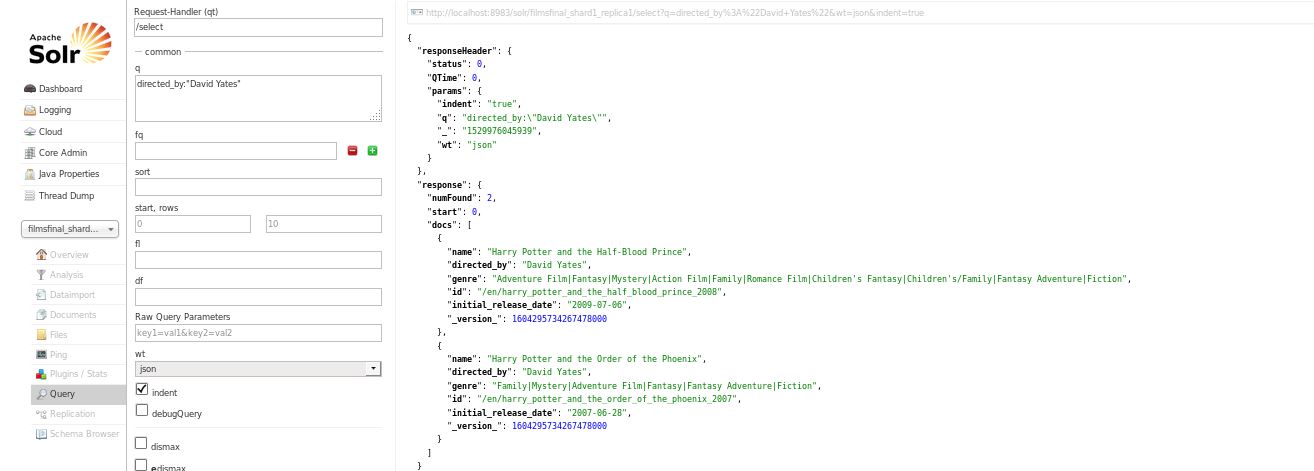 Apache
Solr
Dashboard
Logging
Cloud
Core Admin
Java Properties
Thread Dump
filmsfinal_shard...
Overview
Analysis
Dataimport
Documents
Files
Ping
Plugins / Stats
Query
Replication
Schema Browser
Request-Handler (qt)
/select
common
q
directed_by:"David Yates"
fq
sort
start, rows
0 10
fl
df
Raw Query Parameters
key1=val1&key2=val2
wt
json
indent
debugQuery
dismax
edismax
http://localhost:8983/solr/filmsfinal_shard1_replica1/select?q=directed_by%3A%22David+Yates%22&wt=json&indent=true
{
"responseHeader": {
"status": 0,
"QTime": 0,
"params": {
"indent": "true",
"q": "directed_by:\"David Yates\"",
"_": "1529976045939",
"wt": "json"
}
},
"response": {
"numFound": 2,
"start": 0,
"docs": [
{
"name": "Harry Potter and the Half-Blood Prince",
"directed_by": "David Yates",
"genre": "Adventure Film|Fantasy|Mystery|Action Film|Family|Romance Film|Children's Fantasy|Children's/Family|Fantasy Adventure|Fiction",
"id": "/en/harry_potter_and_the_half_blood_prince_2008",
"initial_release_date": "2009-07-06",
"_version_": 1604295734267478000
},
{
"name": "Harry Potter and the Order of the Phoenix",
"directed_by": "David Yates",
"genre": "Family|Mystery|Adventure Film|Fantasy|Fantasy Adventure|Fiction",
"id": "/en/harry_potter_and_the_order_of_the_phoenix_2007",
"initial_release_date": "2007-06-28",
"_version_": 1604295734267478000
}
]
}